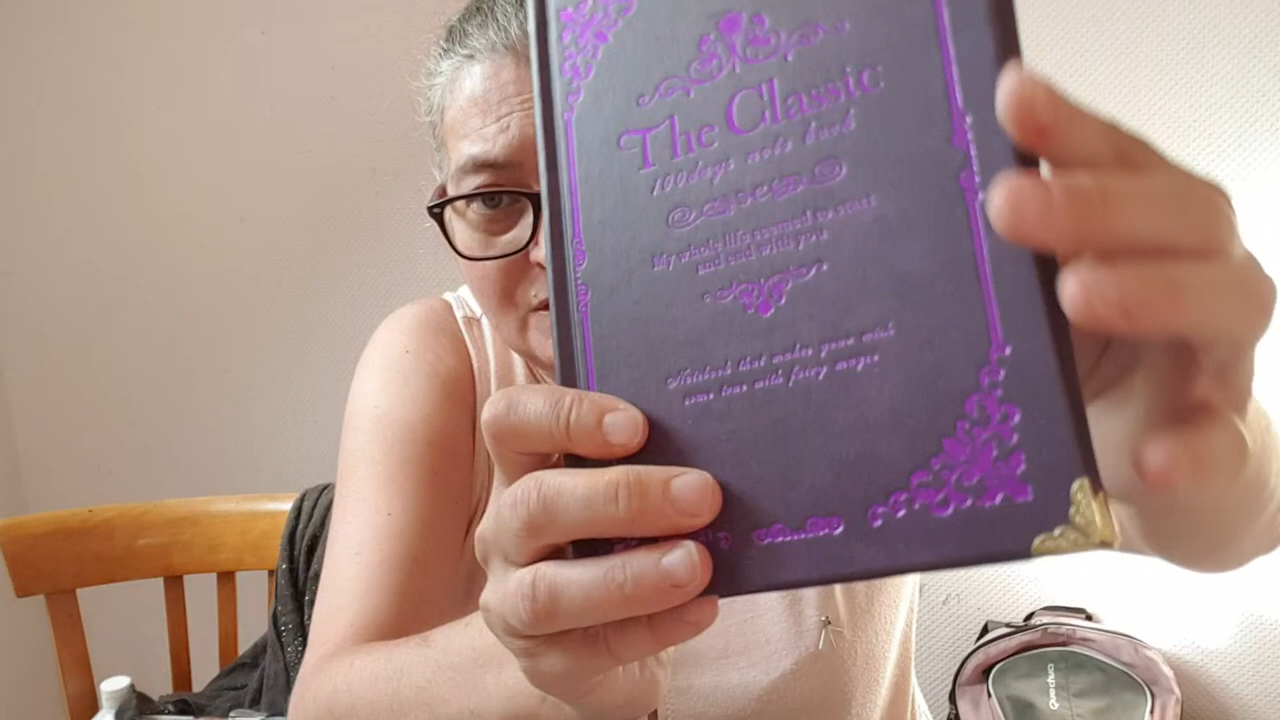 The Classic
100days note book
My whole life seemed to start
and end with you
Notebook that makes your wish
come true with fairy magic
Quechua